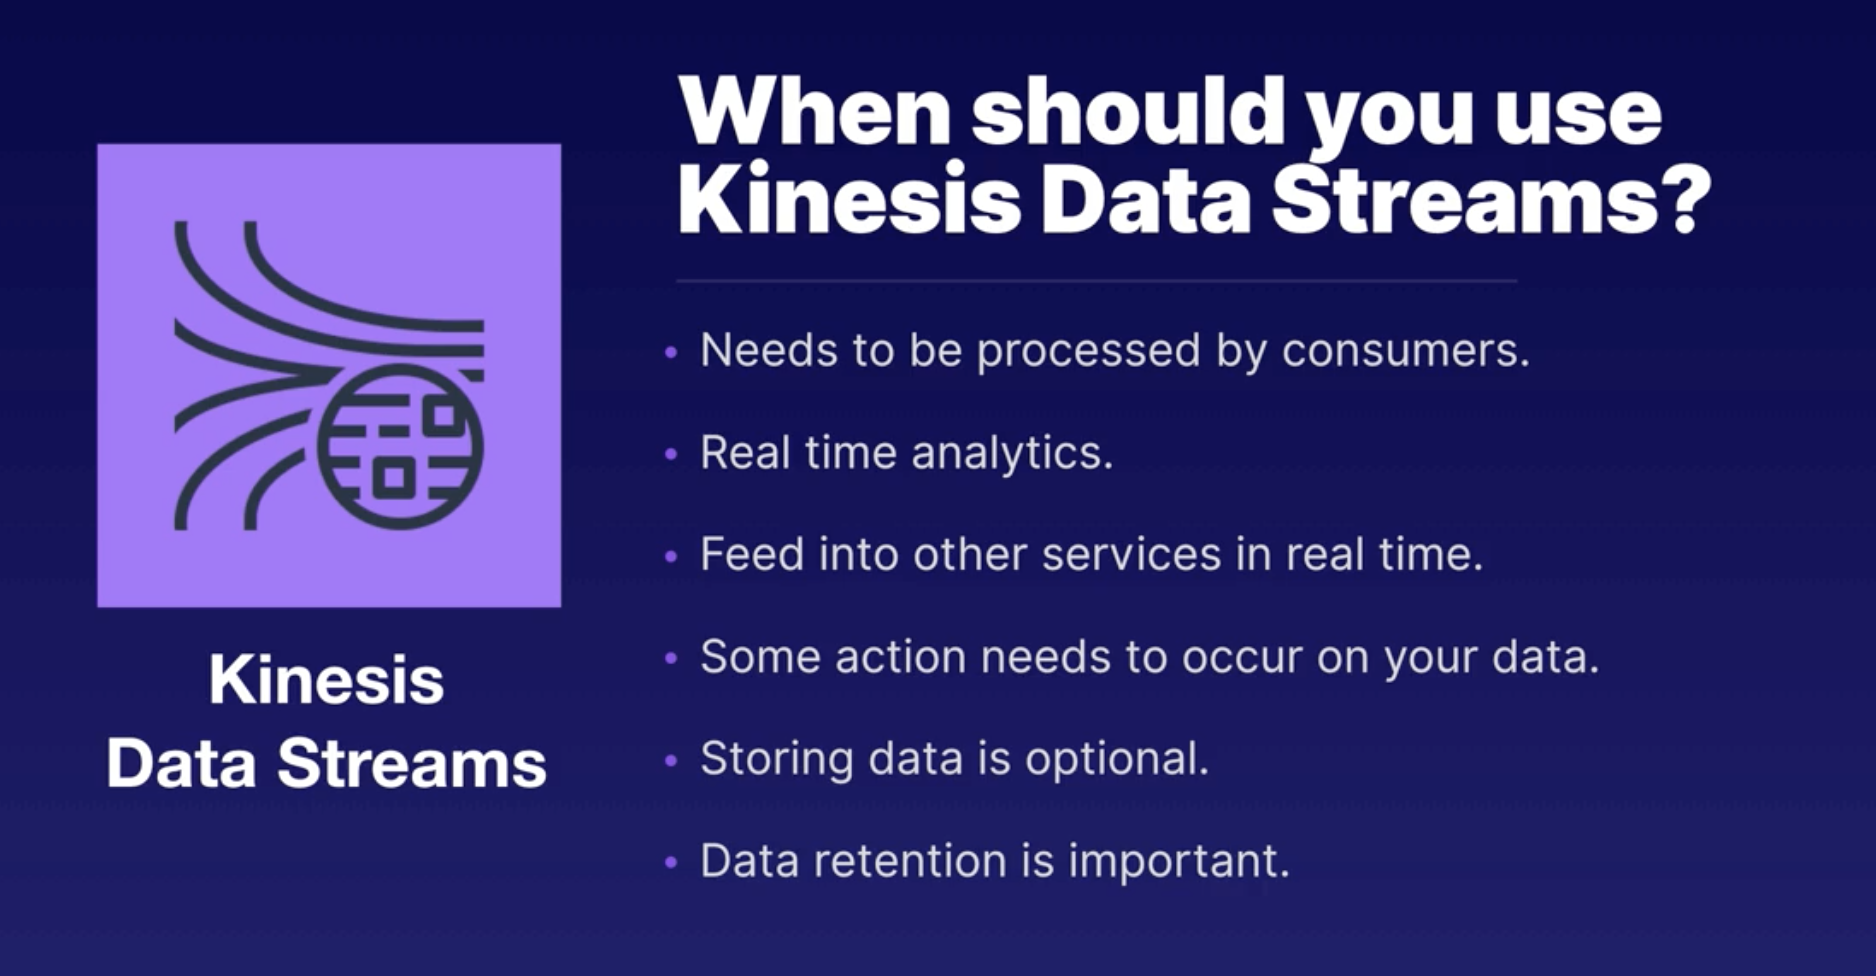 When should you use
Kinesis Data Streams?
Kinesis
Data Streams
• Needs to be processed by consumers.
• Real time analytics.
• Feed into other services in real time.
• Some action needs to occur on your data.
• Storing data is optional.
• Data retention is important.